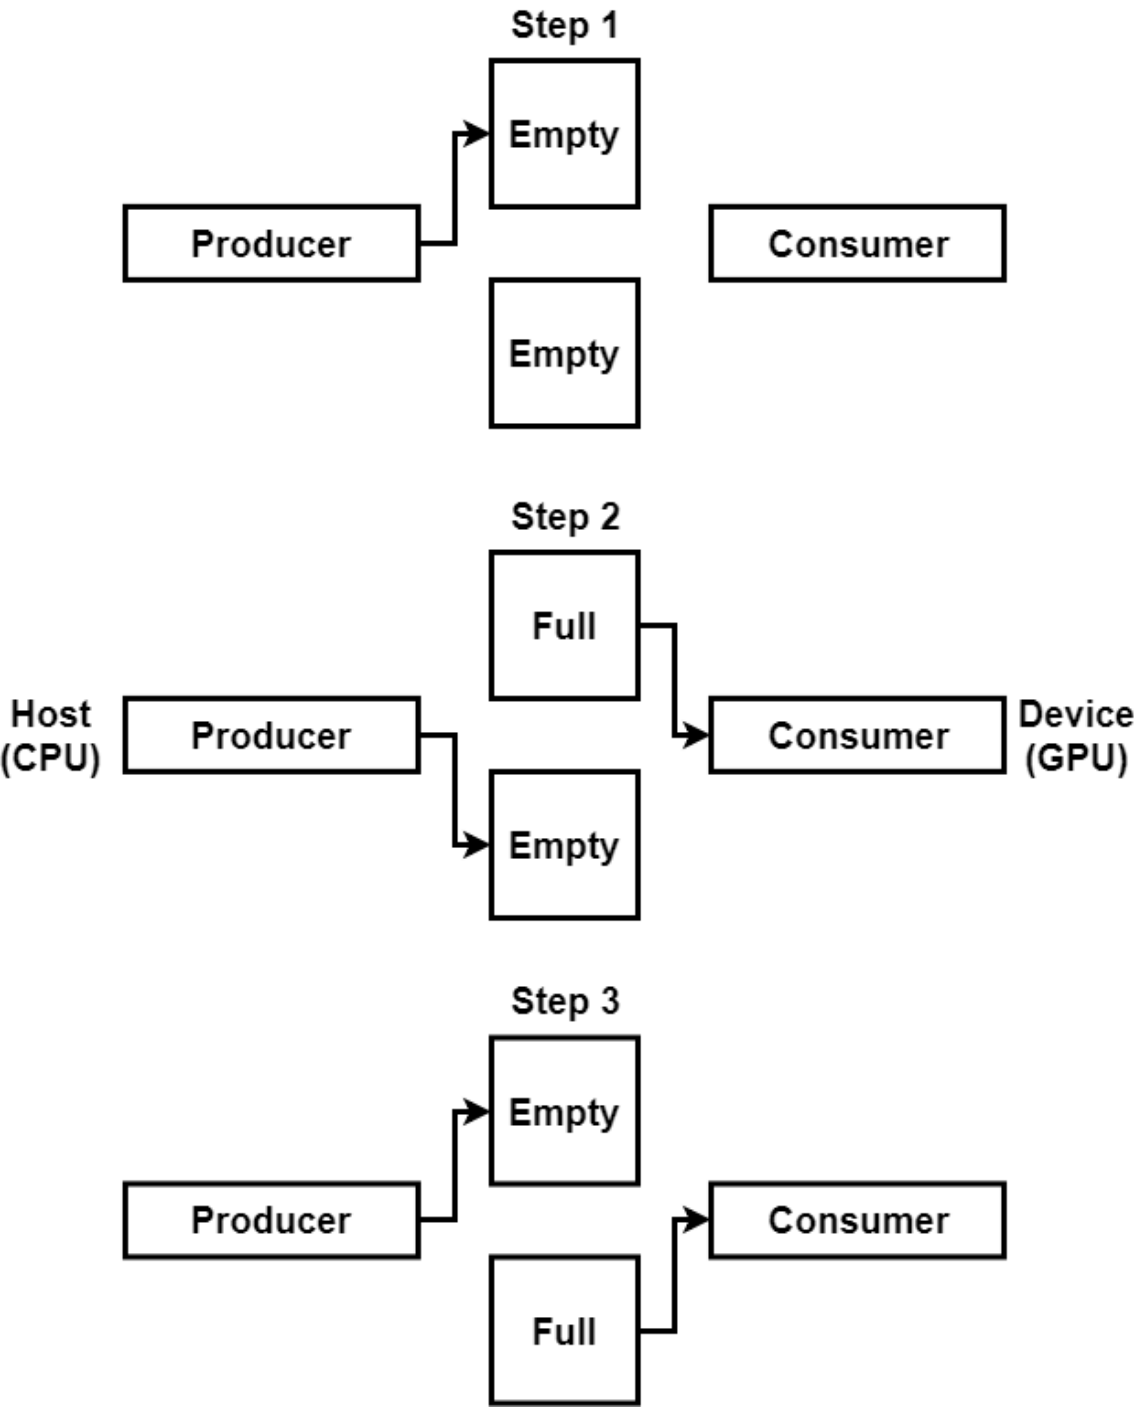 Step 1
Empty
Producer
Consumer
Empty
Step 2
Full
Host
(CPU)
Producer
Consumer
Device
(GPU)
Empty
Step 3
Empty
Producer
Consumer
Full